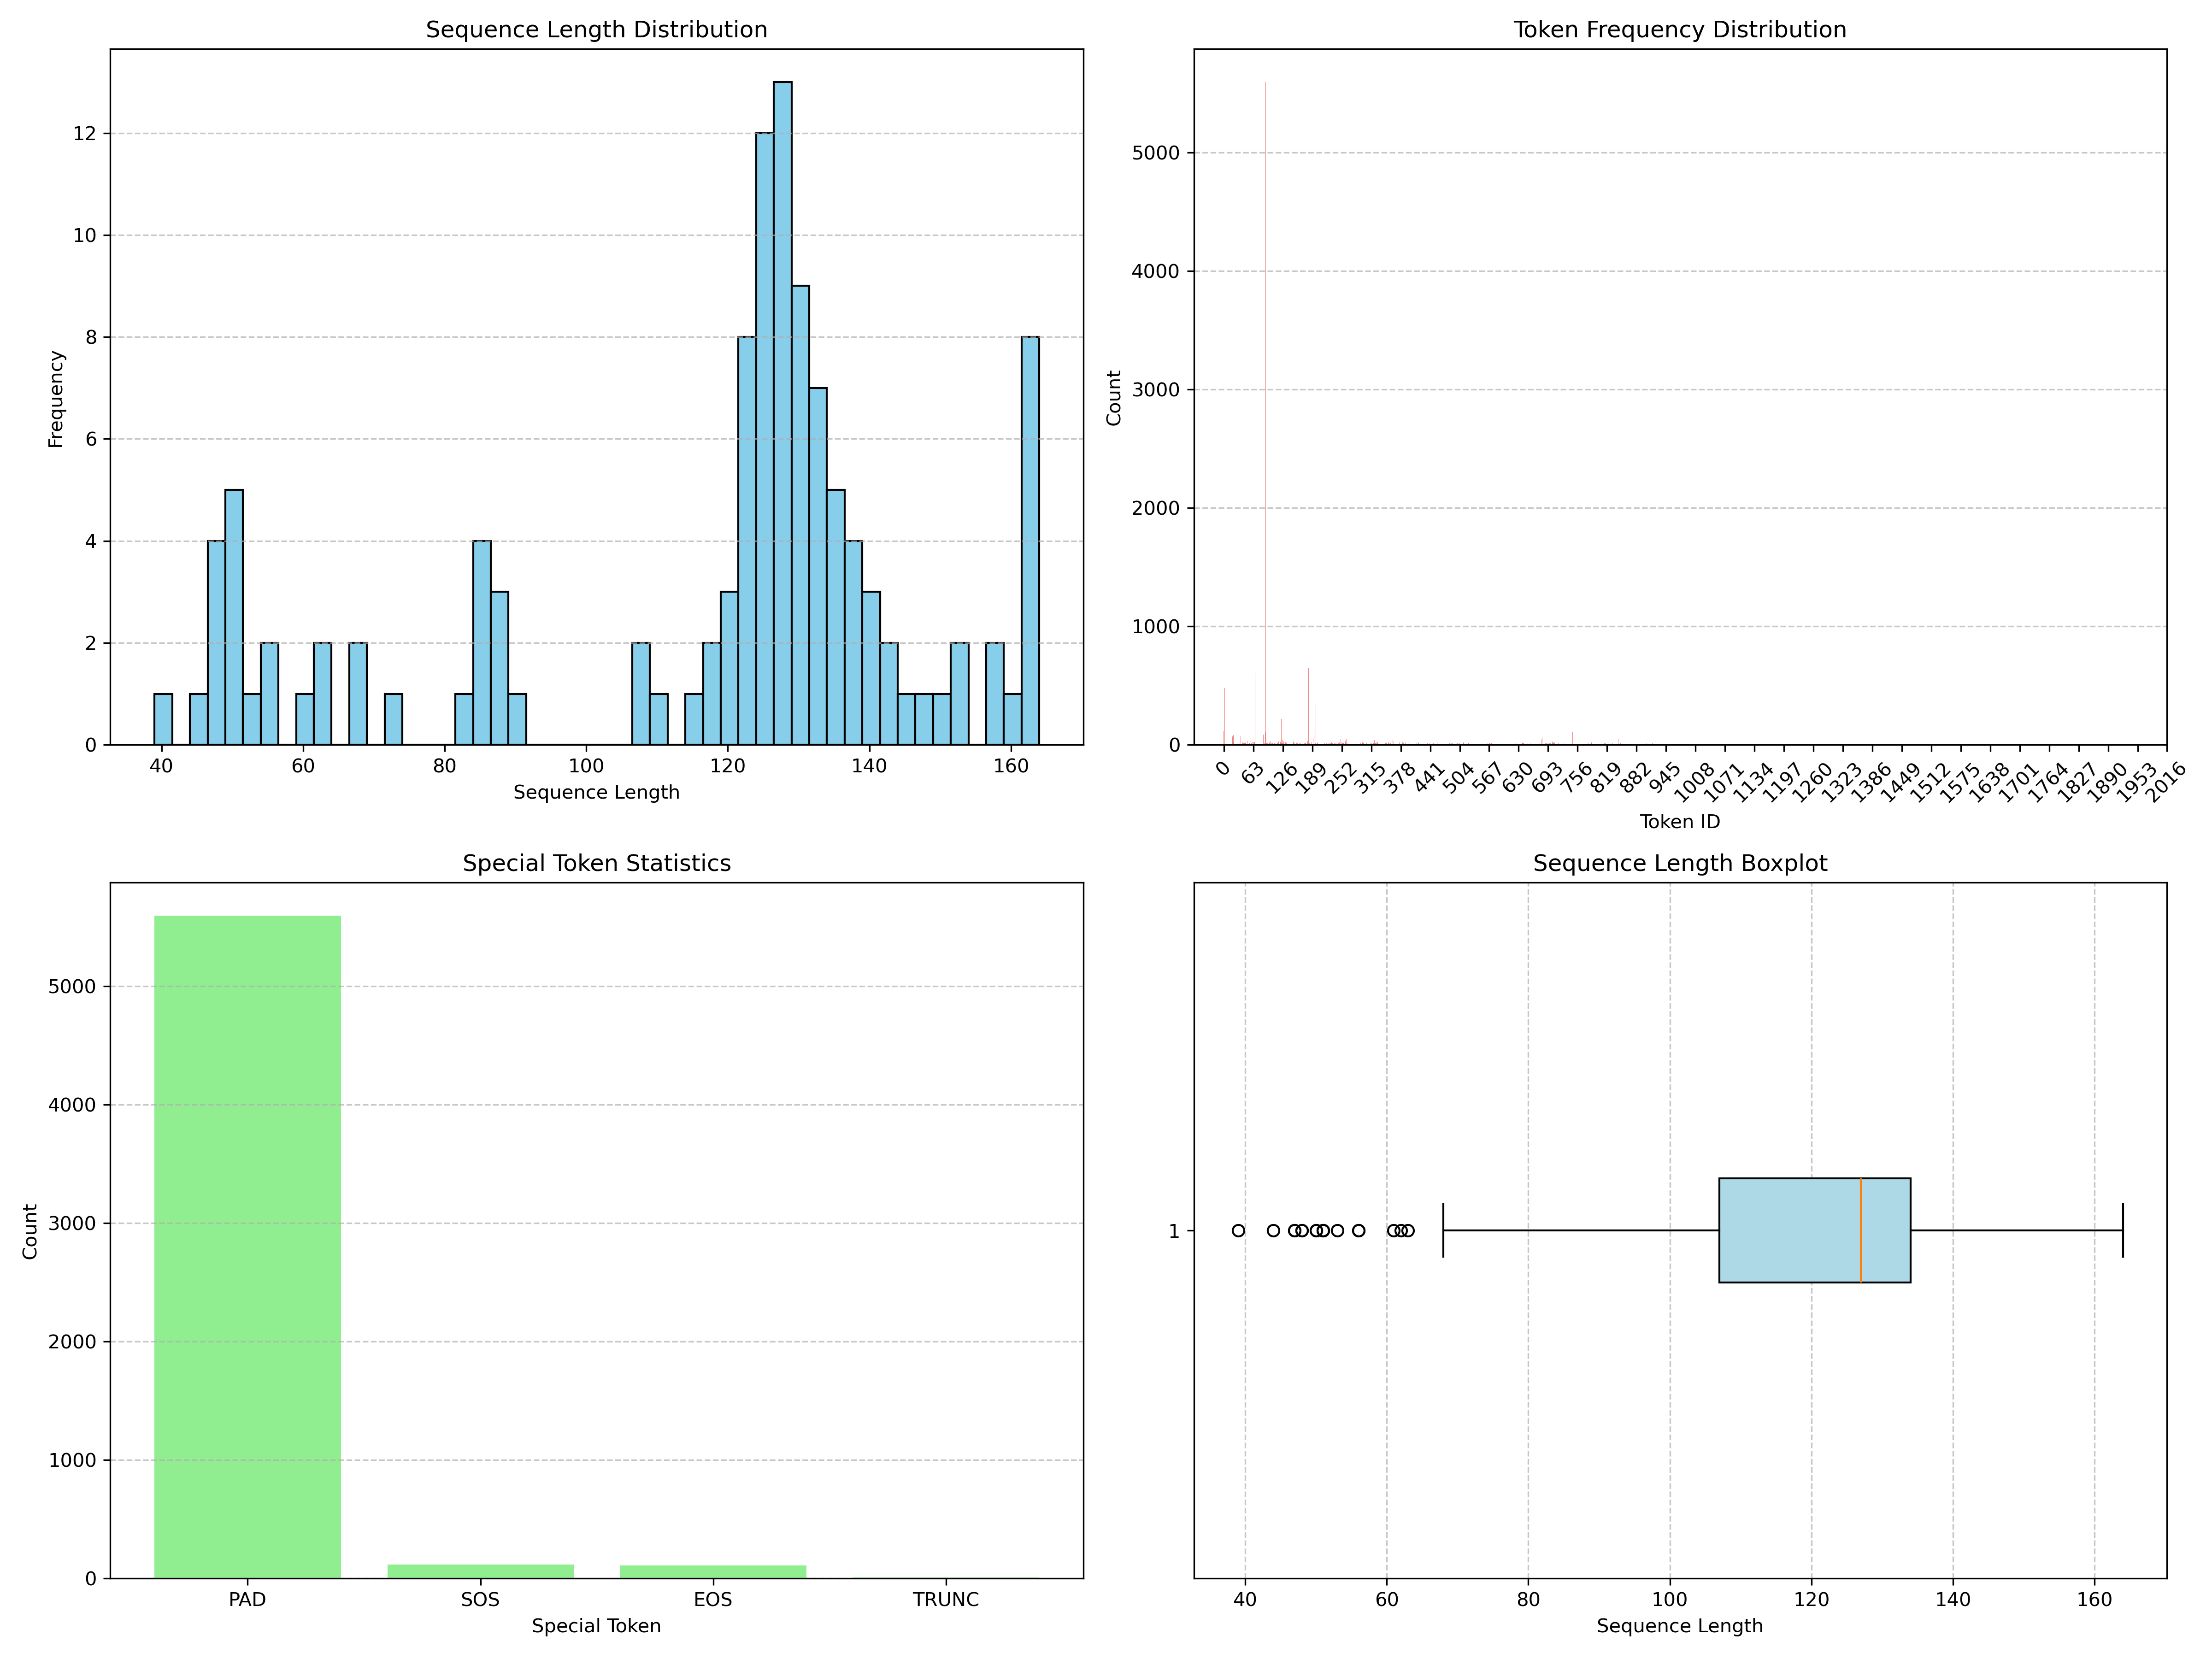 Sequence Length Distribution
Frequency
12
10
8
6
4
2
0
40 60 80 100 120 140 160
Sequence Length
Token Frequency Distribution
Count
5000
4000
3000
2000
1000
0
0 63 126 189 252 315 378 441 504 567 630 693 756 819 882 945 1008 1071 1134 1197 1260 1323 1386 1449 1512 1575 1638 1701 1764 1827 1890 1953 2016
Token ID
Special Token Statistics
Count
5000
4000
3000
2000
1000
0
PAD SOS EOS TRUNC
Special Token
Sequence Length Boxplot
1
40 60 80 100 120 140 160
Sequence Length